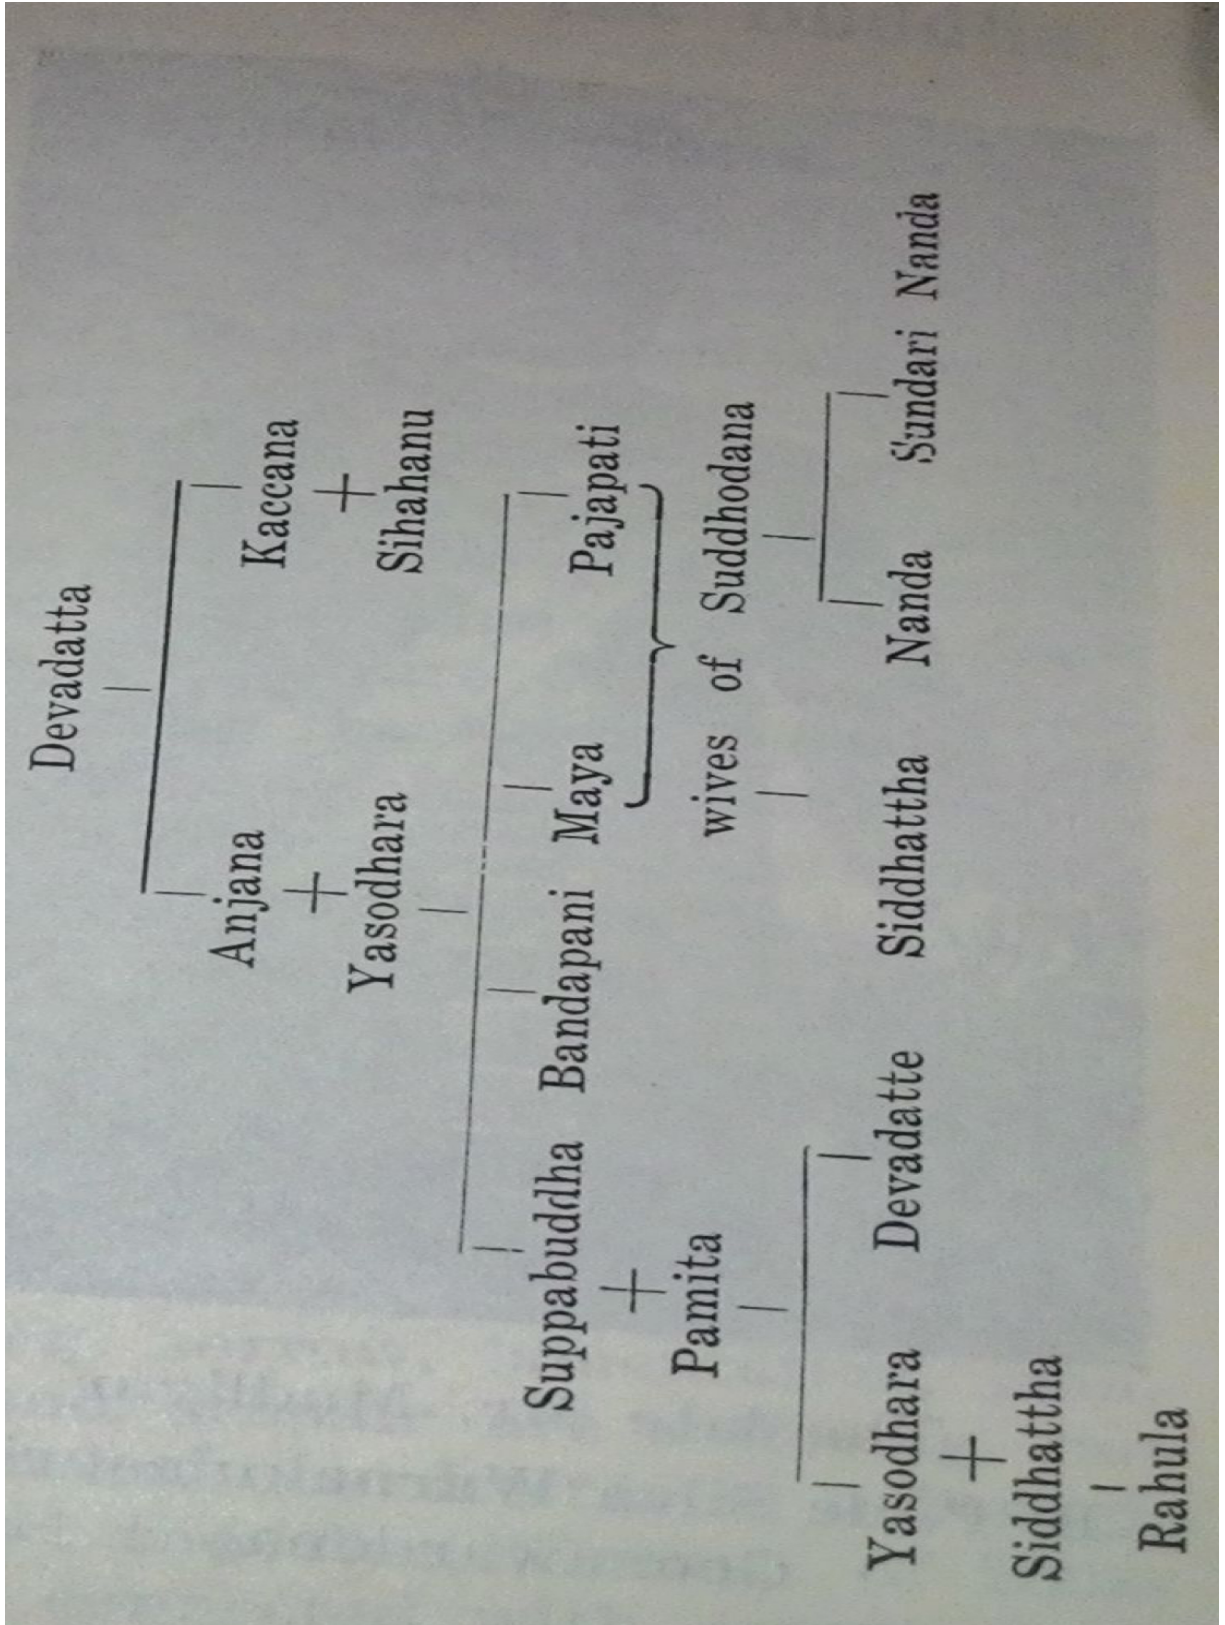 Devadatta
Anjana Kaccana
+ +
Yasodhara Sihahanu
Suppabuddha Bandapani Maya Pajapati
+
Pamita wives of Suddhodana
Yasodhara Devadatte Siddhattha Nanda Sundari Nanda
+
Siddhattha
Rahula